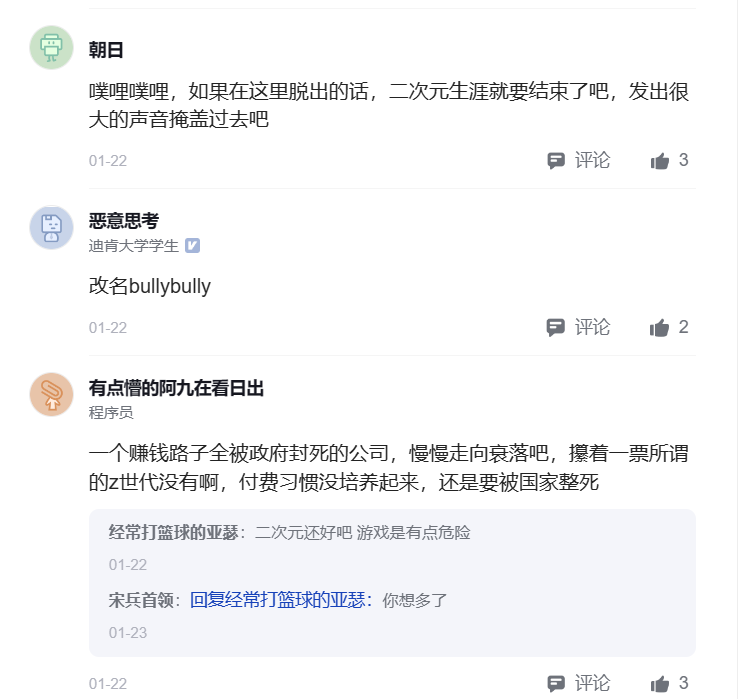 朝日
噗哩噗哩，如果在这里脱出的话，二次元生涯就要结束了吧，发出很
大的声音掩盖过去吧
01-22 评论 3
恶意思考
迪肯大学学生
改名bullybully
01-22 评论 2
有点懵的阿九在看日出
程序员
一个赚钱路子全被政府封死的公司，慢慢走向衰落吧，攥着一票所谓
的z世代没有啊，付费习惯没培养起来，还是要被国家整死
经常打篮球的亚瑟：二次元还好吧 游戏是有点危险
01-22
宋兵首领：回复经常打篮球的亚瑟：你想多了
01-23
01-22 评论 3